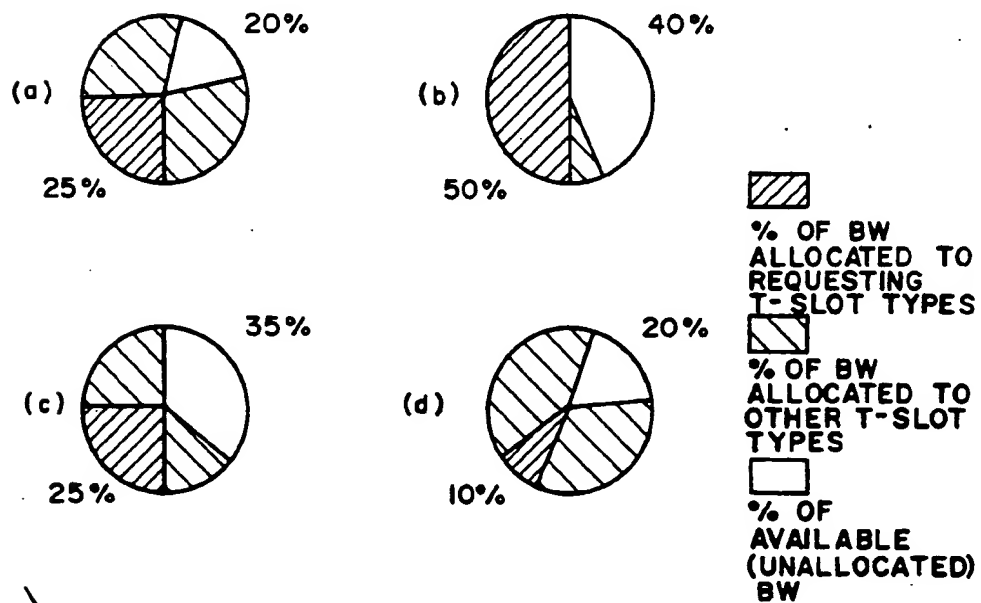 20%
(a)
25%
40%
(b)
50%
35%
(c)
25%
20%
(d)
10%
% OF BW
ALLOCATED TO
REQUESTING
T-SLOT TYPES
% OF BW
ALLOCATED TO
OTHER T-SLOT
TYPES
% OF
AVAILABLE
(UNALLOCATED)
BW